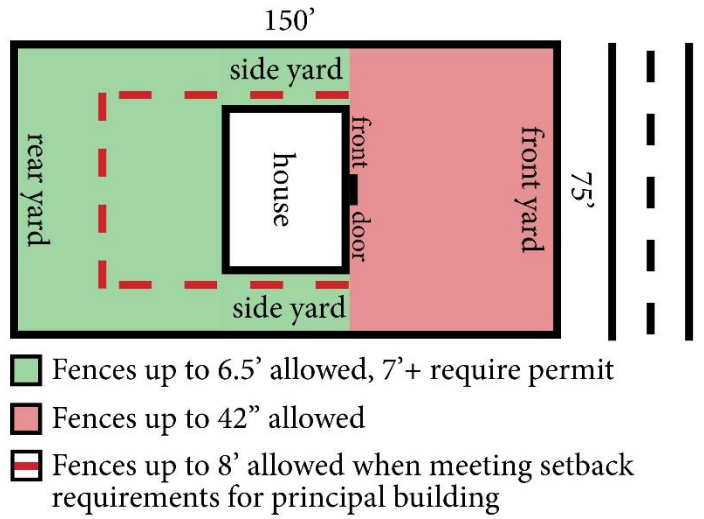 150'
side yard
rear yard
house
front
door
front yard
75'
side yard
Fences up to 6.5’ allowed, 7’+ require permit
Fences up to 42” allowed
Fences up to 8’ allowed when meeting setback
requirements for principal building